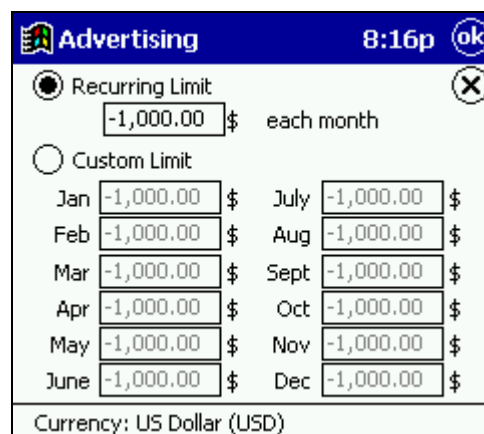 Advertising 8:16p ok
Recurring Limit
-1,000.00 $ each month
Custom Limit
Jan -1,000.00 $ July -1,000.00 $
Feb -1,000.00 $ Aug -1,000.00 $
Mar -1,000.00 $ Sept -1,000.00 $
Apr -1,000.00 $ Oct -1,000.00 $
May -1,000.00 $ Nov -1,000.00 $
June -1,000.00 $ Dec -1,000.00 $
Currency: US Dollar (USD)